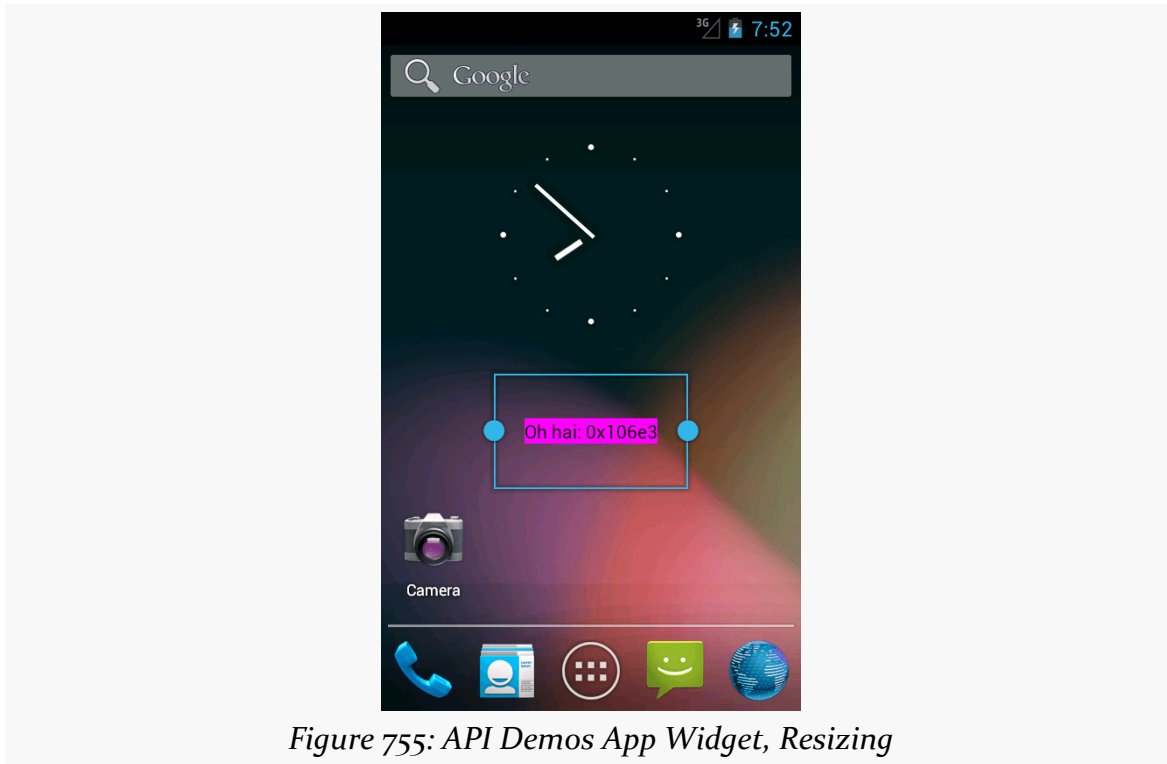 3G 7:52
Google
Oh hai: 0x106e3
Camera
Figure 755: API Demos App Widget, Resizing